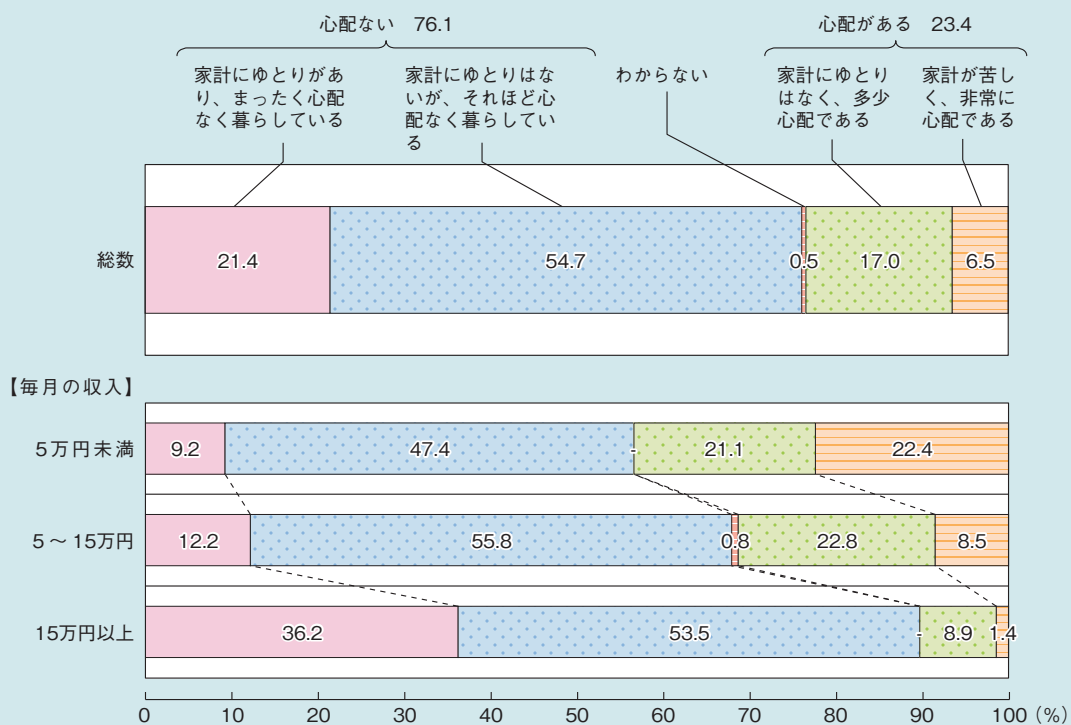 心配ない 76.1
心配がある 23.4
家計にゆとりがあ
り、まったく心配
なく暮らしている
家計にゆとりはな
いが、それほど心
配なく暮らしてい
る
わからない
家計にゆとり
はなく、多少
心配である
家計が苦し
く、非常に
心配である
総数 21.4 54.7 0.5 17.0 6.5
【毎月の収入】
5万円未満 9.2 47.4 - 21.1 22.4
5～15万円 12.2 55.8 0.8 22.8 8.5
15万円以上 36.2 53.5 - 8.9 1.4
0 10 20 30 40 50 60 70 80 90 100 (%)